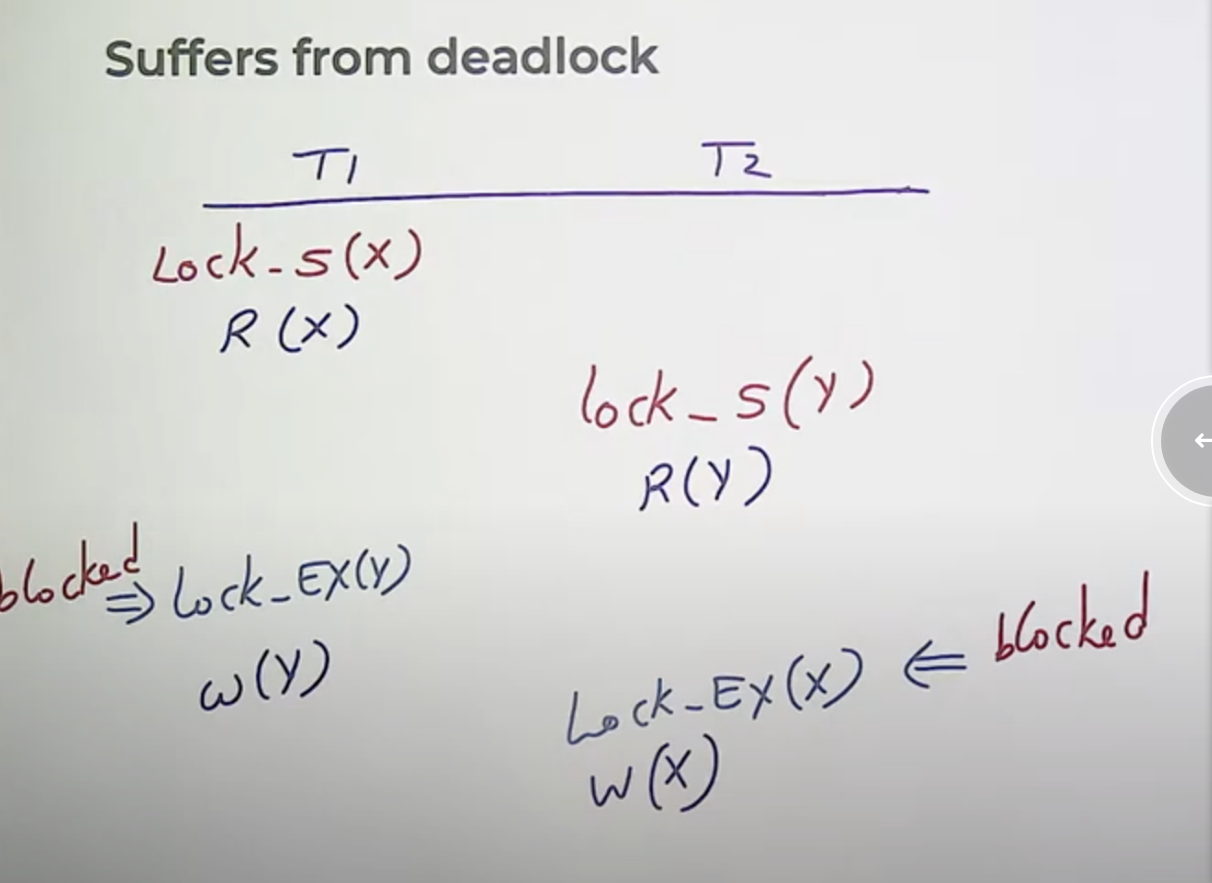 Suffers from deadlock
T1 T2
Lock-S(X)
R(X)
lock-S(Y)
R(Y)
blocked ⇒ Lock-EX(Y)
W(Y)
Lock-EX(X) ⇐ blocked
W(X)